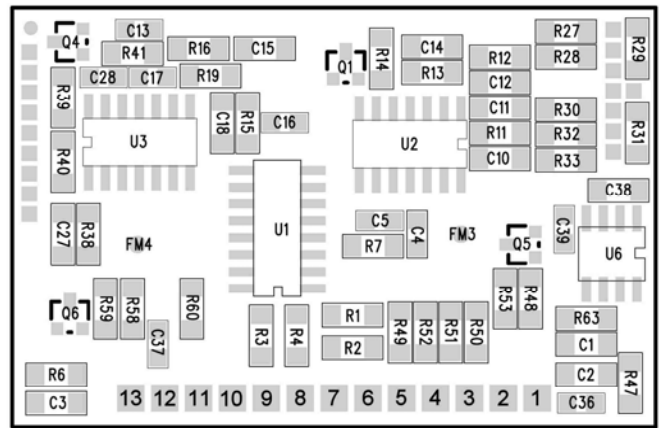 C13
R27
Q4
R16
C15
R14
C14
R29
R41
R12
R28
Q1
R13
C28
C17
R19
C12
R39
C11
R30
C18
R15
C16
R31
U3
U2
R11
R32
R40
C10
R33
C38
C5
C4
C39
C27
R38
U1
FM4
R7
FM3
Q5
U6
R53
R48
R59
R58
R60
Q6
R1
R63
R3
R4
R49
R52
R51
R50
C37
R2
C1
R6
C2
R47
C3
13 12 11 10 9 8 7 6 5 4 3 2 1
C36